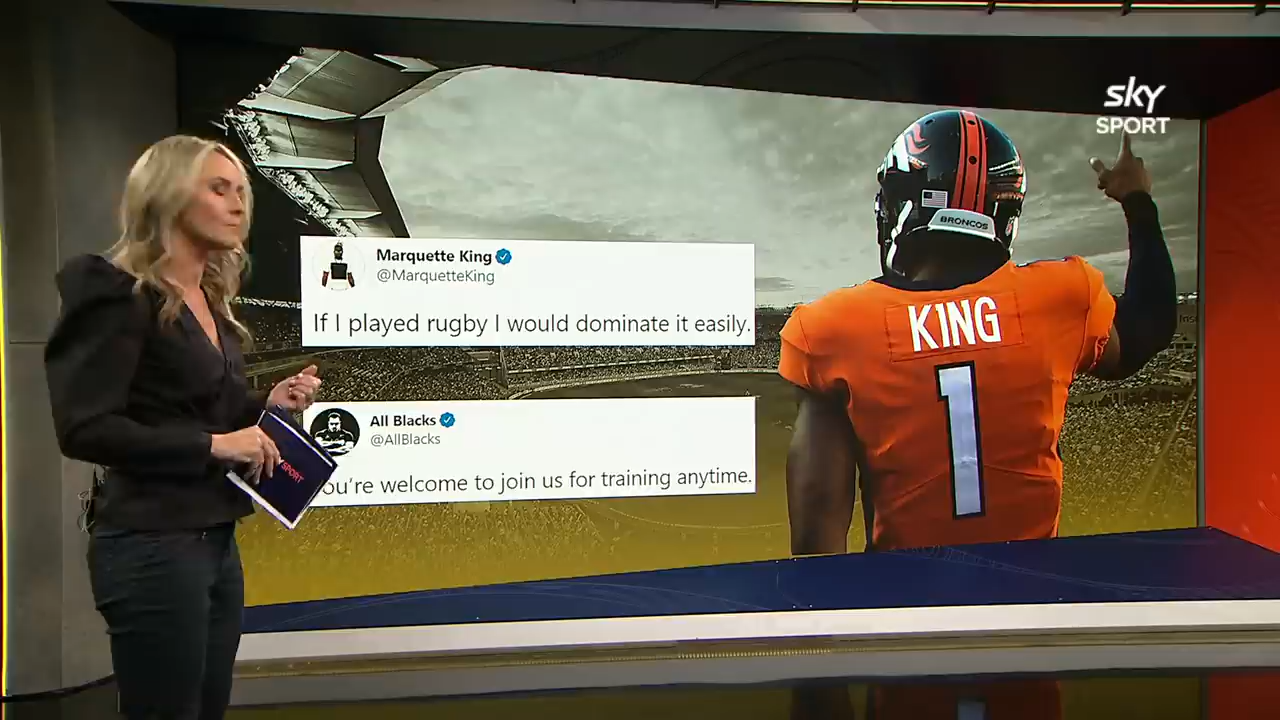 sky
SPORT
Marquette King
@MarquetteKing
If I played rugby I would dominate it easily.
All Blacks
@AllBlacks
ou're welcome to join us for training anytime.
BRONCOS
KING
1
SPORT